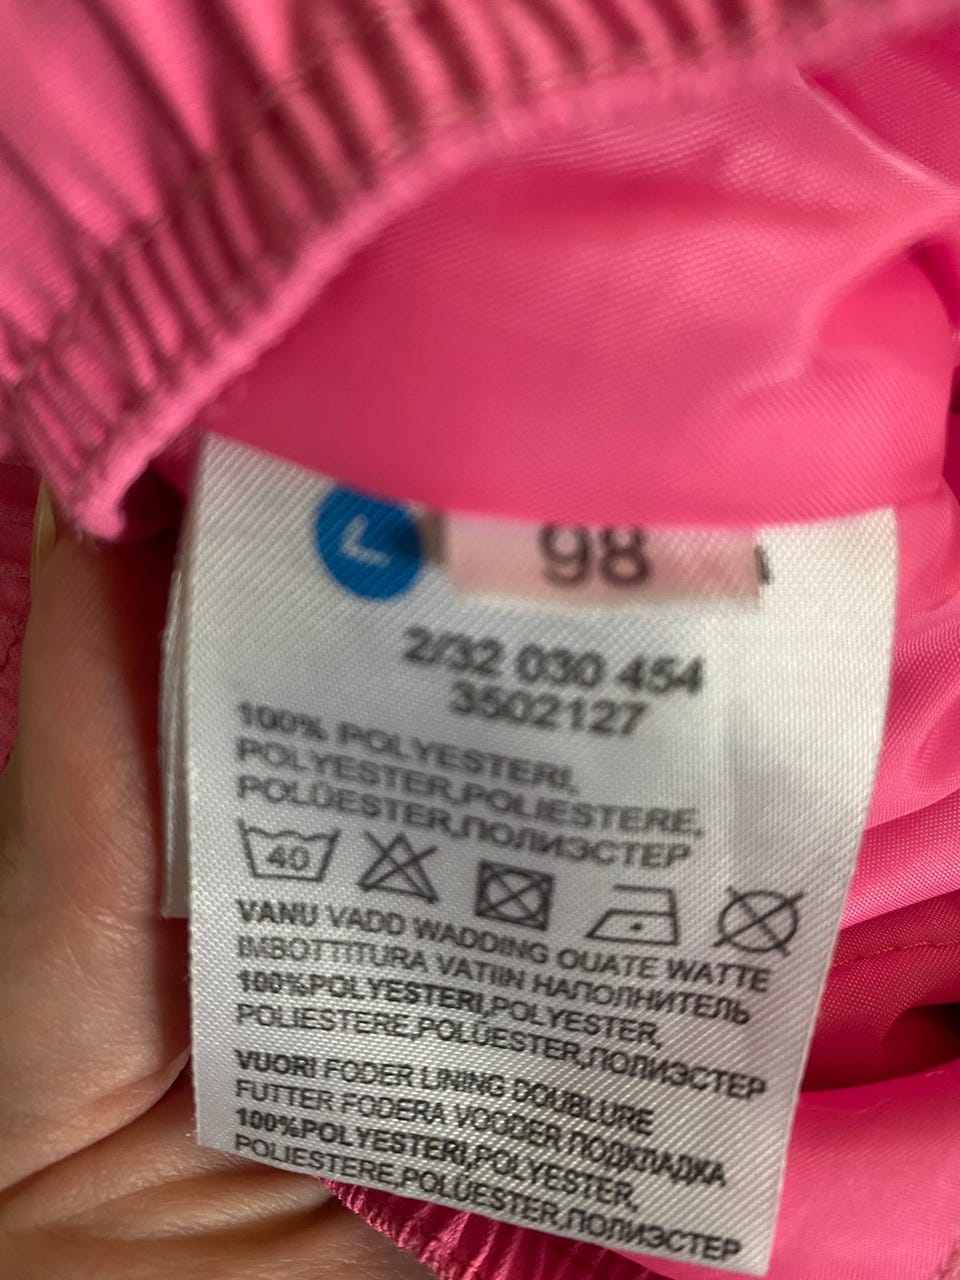 L 98
2/32 030 454
3502127
100% POLYESTERI,
POLYESTER,POLIESTERE,
POLÜESTER,ПОЛИЭСТЕР
40
VANU VADD WADDING OUATE WATTE
IMBOTTITURA VATIIN НАПОЛНИТЕЛЬ
100%POLYESTERI,POLYESTER,
POLIESTERE,POLÜESTER,ПОЛИЭСТЕР
VUORI FODER LINING DOUBLURE
FUTTER FODERA VOODER ПОДКЛАДКА
100%POLYESTERI,POLYESTER,
POLIESTERE,POLÜESTER,ПОЛИЭСТЕР